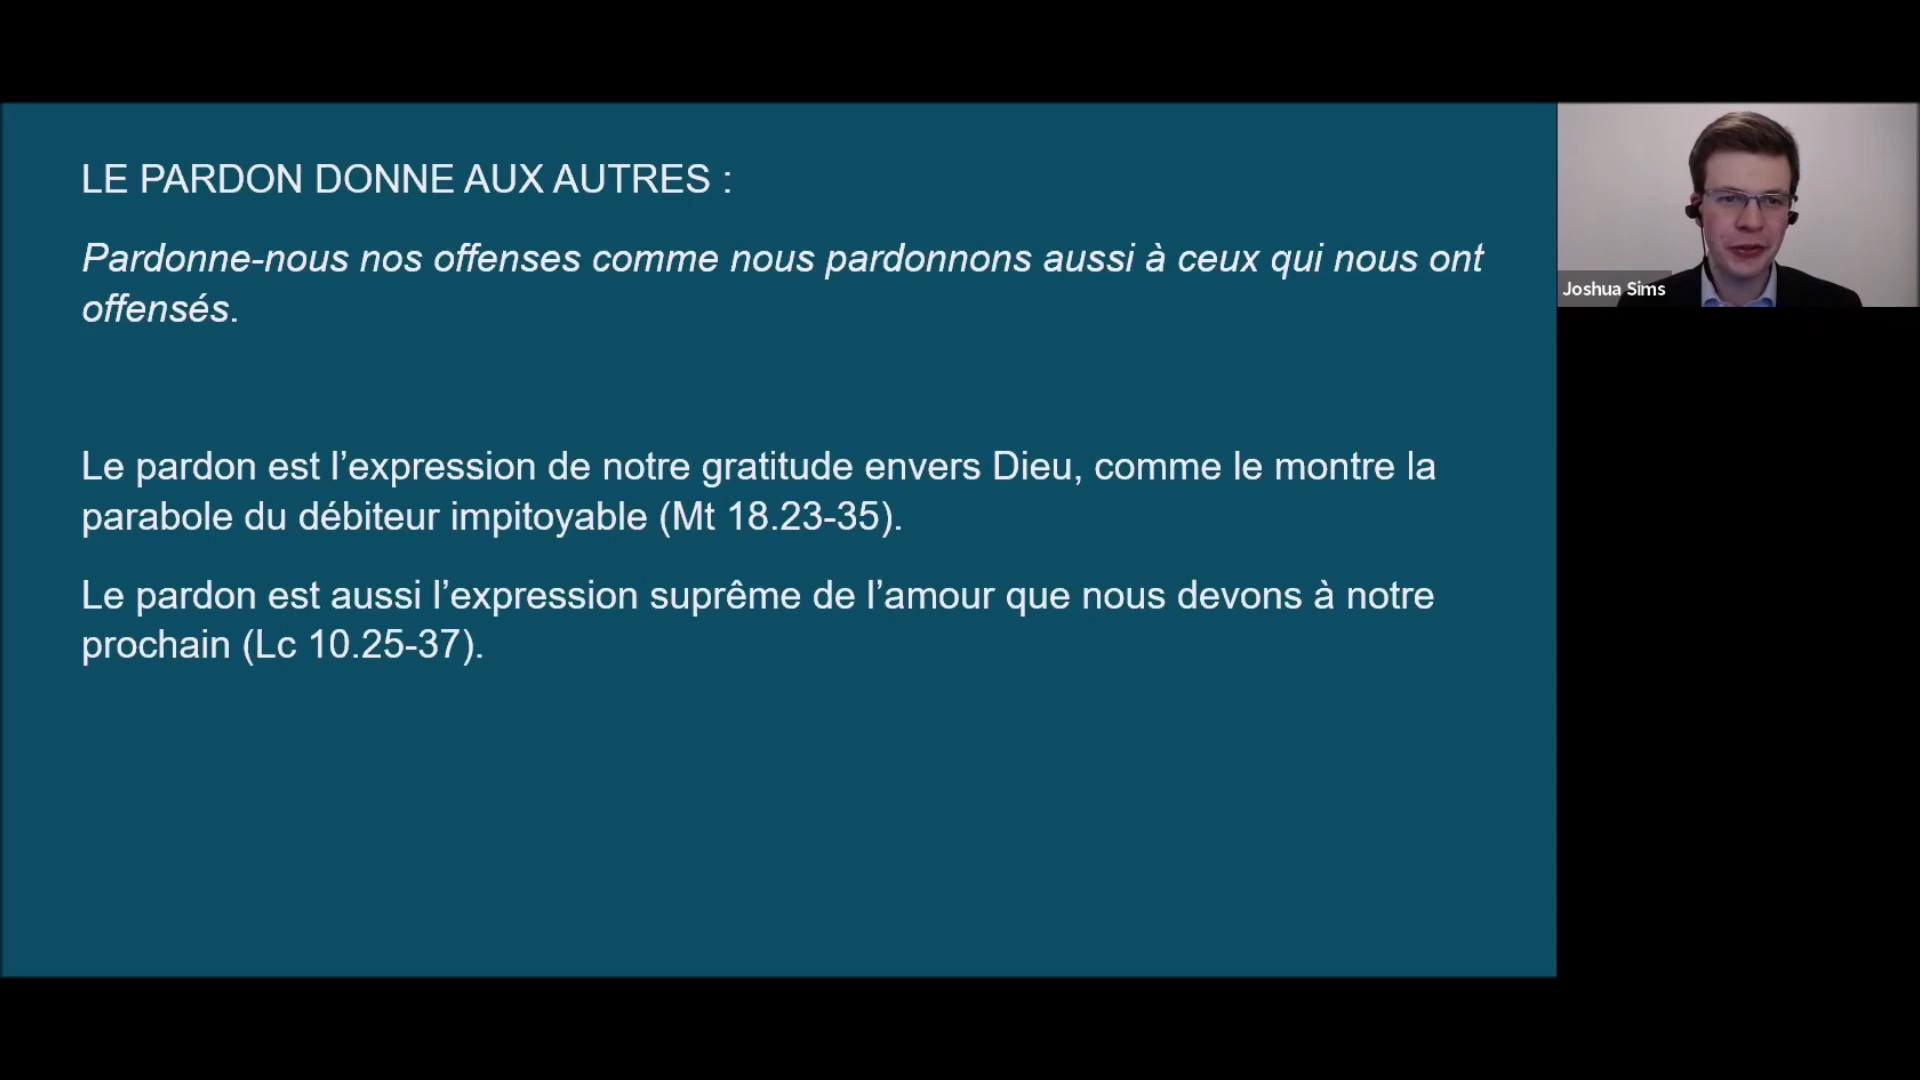 LE PARDON DONNE AUX AUTRES :
Pardonne-nous nos offenses comme nous pardonnons aussi à ceux qui nous ont
offensés.
Le pardon est l’expression de notre gratitude envers Dieu, comme le montre la
parabole du débiteur impitoyable (Mt 18.23-35).
Le pardon est aussi l’expression suprême de l’amour que nous devons à notre
prochain (Lc 10.25-37).
Joshua Sims